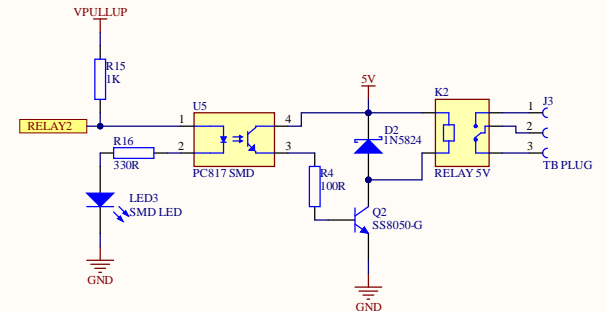 VPULLUP
R15
1K
RELAY2
R16
330R
LED3
SMD LED
GND
U5
1
2
4
3
PC817 SMD
R4
100R
5V
D2
1N5824
Q2
SS8050-G
GND
K2
RELAY 5V
1
2
3
J3
TB PLUG